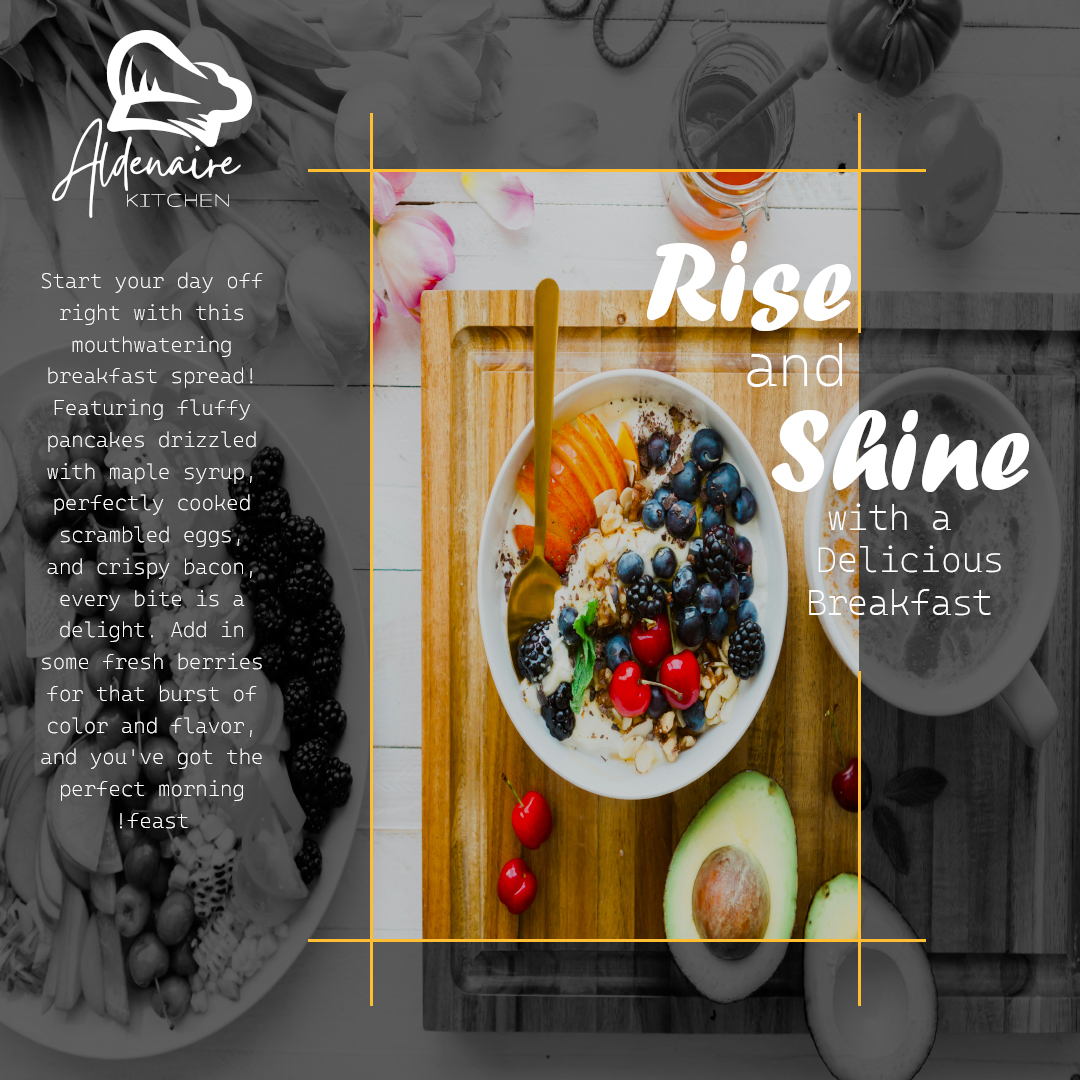 Aldenaire
KITCHEN
Start your day off
right with this
mouthwatering
breakfast spread!
Featuring fluffy
pancakes drizzled
with maple syrup,
perfectly cooked
scrambled eggs,
and crispy bacon,
every bite is a
delight. Add in
some fresh berries
for that burst of
color and flavor,
and you've got the
perfect morning
!feast
Rise
and
Shine
with a
Delicious
Breakfast